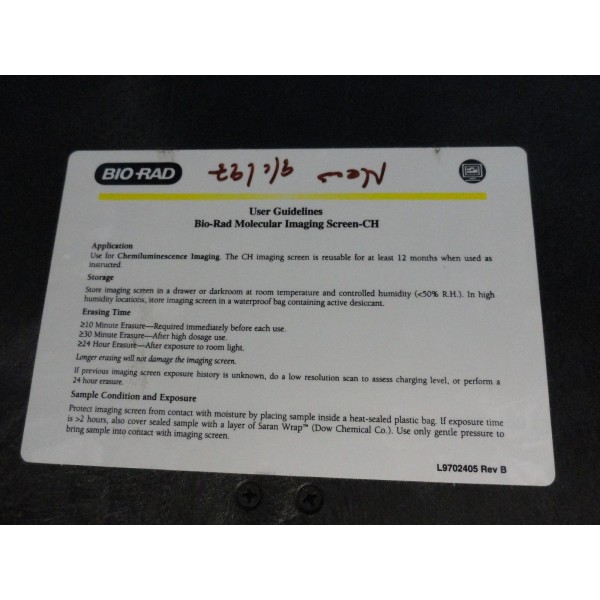 BIO-RAD
New 9/6/97
User Guidelines
Bio-Rad Molecular Imaging Screen-CH
Application
Use for Chemiluminescence Imaging. The CH imaging screen is reusable for at least 12 months when used as
instructed.
Storage
Store imaging screen in a drawer or darkroom at room temperature and controlled humidity (<50% R.H.). In high
humidity locations, store imaging screen in a waterproof bag containing active desiccant.
Erasing Time
≥10 Minute Erasure—Required immediately before each use.
≥30 Minute Erasure—After high dosage use.
≥24 Hour Erasure—After exposure to room light.
Longer erasing will not damage the imaging screen.
If previous imaging screen exposure history is unknown, do a low resolution scan to assess charging level, or perform a
24 hour erasure.
Sample Condition and Exposure
Protect imaging screen from contact with moisture by placing sample inside a heat-sealed plastic bag. If exposure time
is >2 hours, also cover sealed sample with a layer of Saran Wrap™ (Dow Chemical Co.). Use only gentle pressure to
bring sample into contact with imaging screen.
L9702405 Rev B